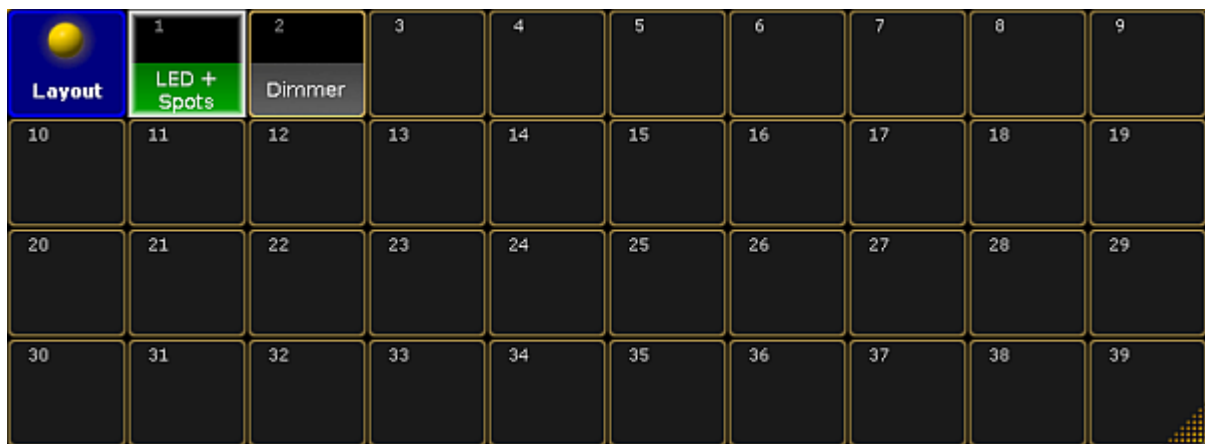 1 2 3 4 5 6 7 8 9
Layout LED + Spots Dimmer
10 11 12 13 14 15 16 17 18 19
20 21 22 23 24 25 26 27 28 29
30 31 32 33 34 35 36 37 38 39